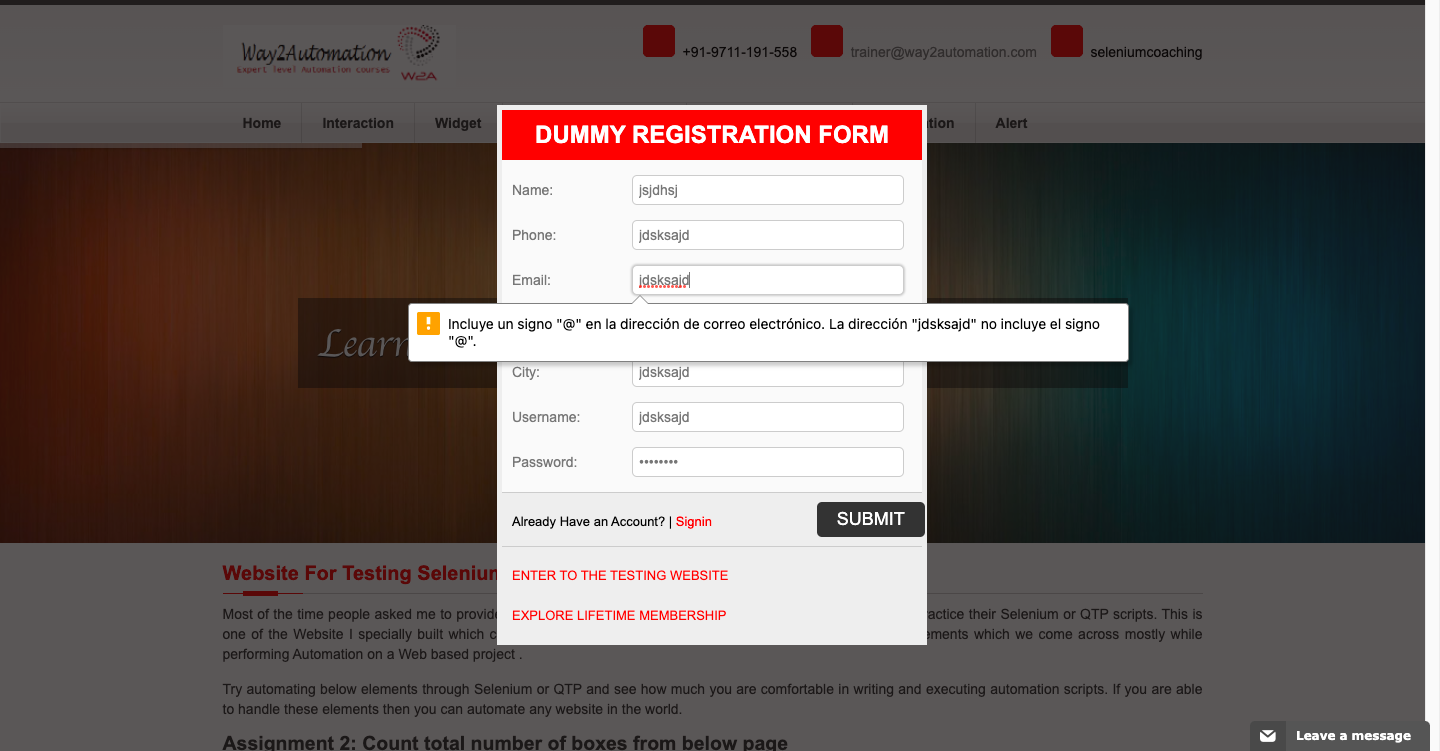 Way2Automation
Expert level Automation courses
W2A
+91-9711-191-558
trainer@way2automation.com
seleniumcoaching
Home
Interaction
Widget
Alert
DUMMY REGISTRATION FORM
Name:
jsjdhsj
Phone:
jdsksajd
Email:
jdsksajd
Incluye un signo "@" en la dirección de correo electrónico. La dirección "jdsksajd" no incluye el signo
"@".
Learn
City:
jdsksajd
Username:
jdsksajd
Password:
••••••••
Already Have an Account? | Signin
SUBMIT
ENTER TO THE TESTING WEBSITE
EXPLORE LIFETIME MEMBERSHIP
Website For Testing Selenium
Most of the time people asked me to provide their Selenium or QTP scripts. This is
one of the Website I specially built which which we come across mostly while
performing Automation on a Web based project .
Try automating below elements through Selenium or QTP and see how much you are comfortable in writing and executing automation scripts. If you are able
to handle these elements then you can automate any website in the world.
Assignment 2: Count total number of boxes from below page
Leave a message